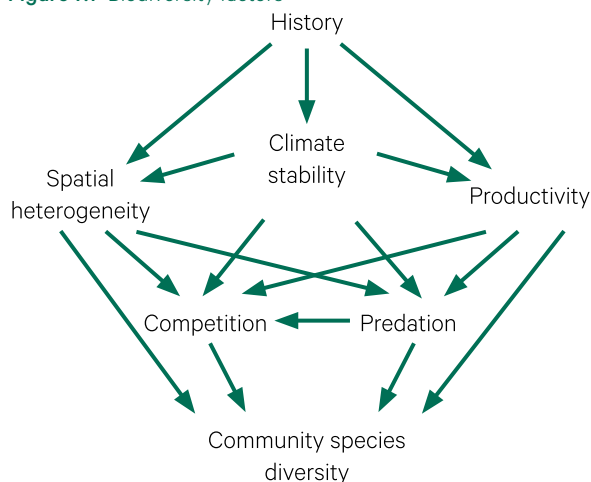 History
Climate
stability
Spatial
heterogeneity
Productivity
Competition
Predation
Community species
diversity